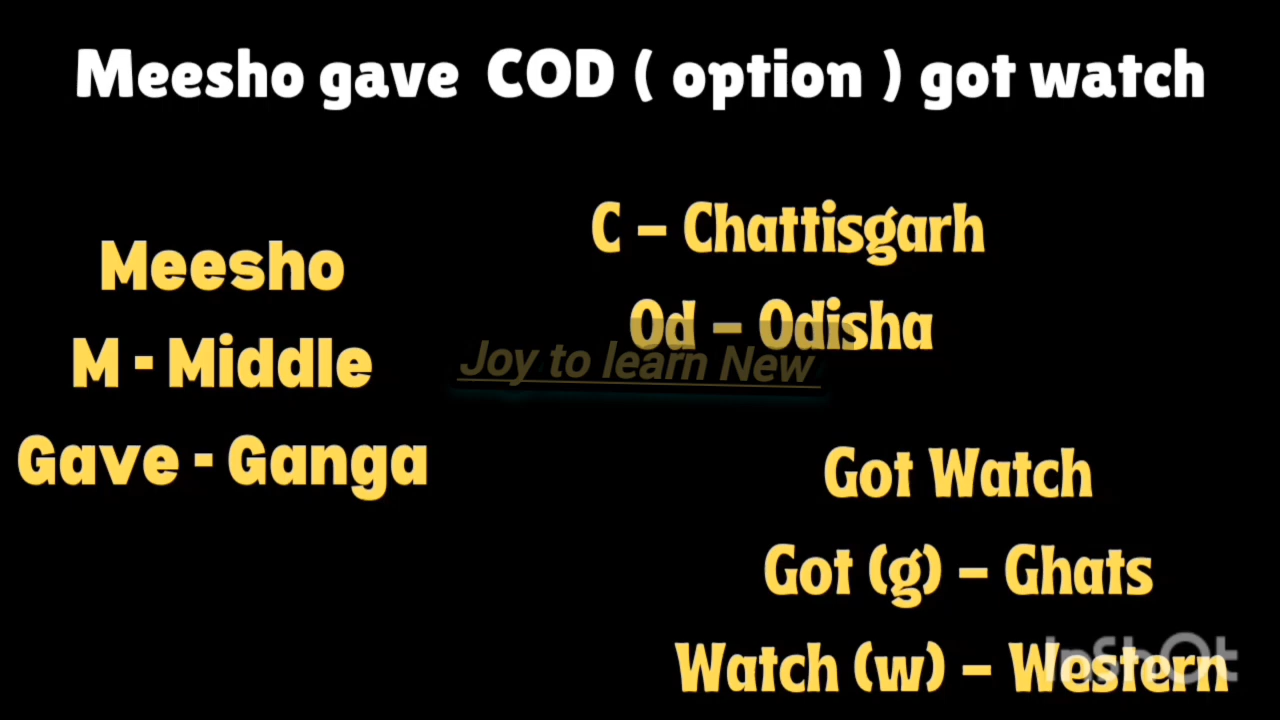 Meesho gave COD ( option ) got watch
Meesho
M - Middle
Gave - Ganga
C – Chattisgarh
Od – Odisha
Joy to learn New
Got Watch
Got (g) – Ghats
Watch (w) – Western
InShOt